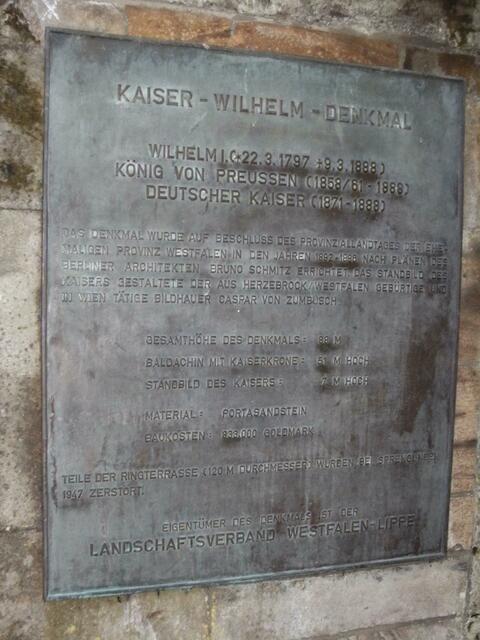 KAISER - WILHELM - DENKMAL
WILHELM I. (*22.3.1797 +9.3.1888)
KÖNIG VON PREUSSEN (1858/61 - 1888)
DEUTSCHER KAISER (1871 - 1888)
DAS DENKMAL WURDE AUF BESCHLUSS DES PROVINZIALLANDTAGES DER EHE-
MALIGEN PROVINZ WESTFALEN IN DEN JAHREN 1892-1896 NACH PLÄNEN DES
BERLINER ARCHITEKTEN BRUNO SCHMITZ ERRICHTET. DAS STANDBILD DES
KAISERS GESTALTETE DER AUS HERZEBROCK/WESTFALEN GEBÜRTIGE UND
IN WIEN TÄTIGE BILDHAUER CASPAR VON ZUMBUSCH.
GESAMTHÖHE DES DENKMALS: 88 M
BALDACHIN MIT KAISERKRONE: 51 M HOCH
STANDBILD DES KAISERS: 7 M HOCH
MATERIAL: PORTASANDSTEIN
BAUKOSTEN: 833.000 GOLDMARK
TEILE DER RINGTERRASSE (120 M DURCHMESSER) WURDEN BEI SPRENGUNGEN
1947 ZERSTÖRT.
EIGENTÜMER DES DENKMALS IST DER
LANDSCHAFTSVERBAND WESTFALEN-LIPPE